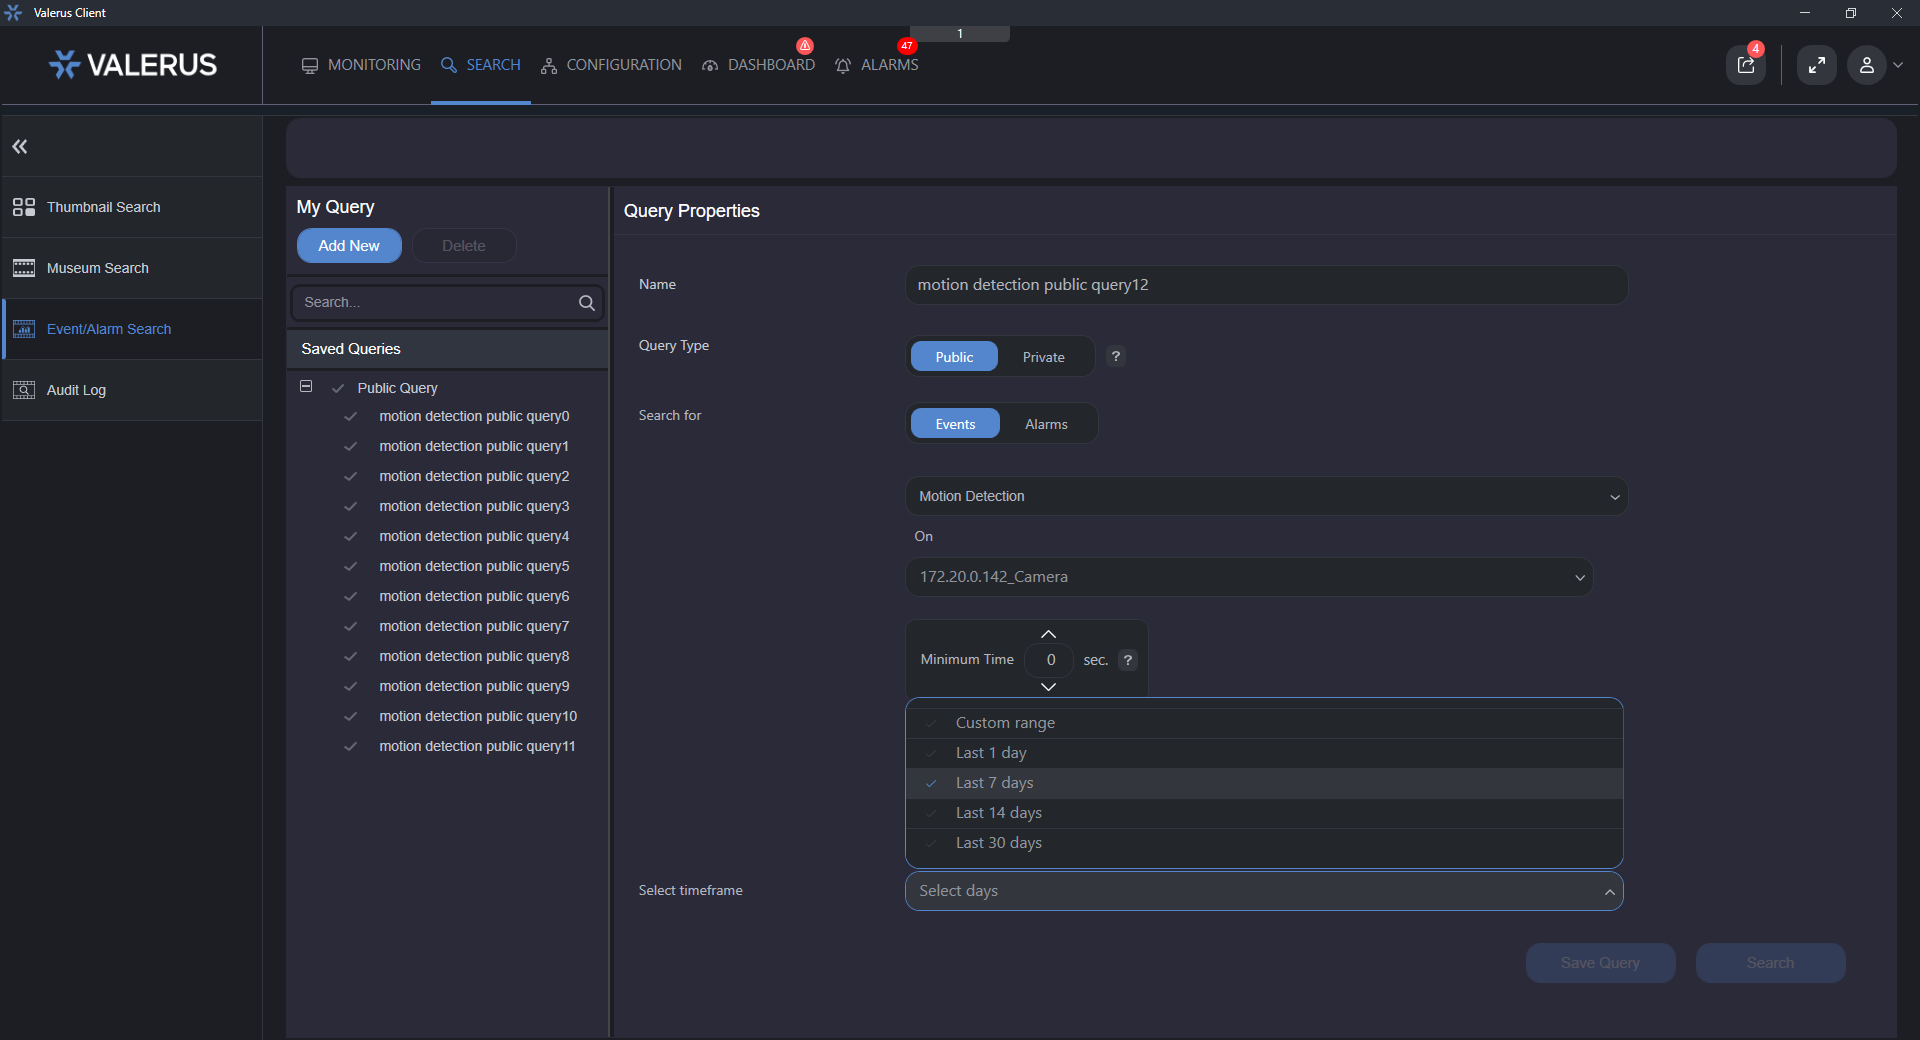 Valerus Client
1
VALERUS
MONITORING
SEARCH
CONFIGURATION
DASHBOARD
47
ALARMS
4
Thumbnail Search
Museum Search
Event/Alarm Search
Audit Log
My Query
Add New
Delete
Search...
Saved Queries
Public Query
motion detection public query0
motion detection public query1
motion detection public query2
motion detection public query3
motion detection public query4
motion detection public query5
motion detection public query6
motion detection public query7
motion detection public query8
motion detection public query9
motion detection public query10
motion detection public query11
Query Properties
Name
motion detection public query12
Query Type
Public
Private
?
Search for
Events
Alarms
Motion Detection
On
172.20.0.142_Camera
Minimum Time
0
sec.
?
Custom range
Last 1 day
Last 7 days
Last 14 days
Last 30 days
Select timeframe
Select days
Save Query
Search